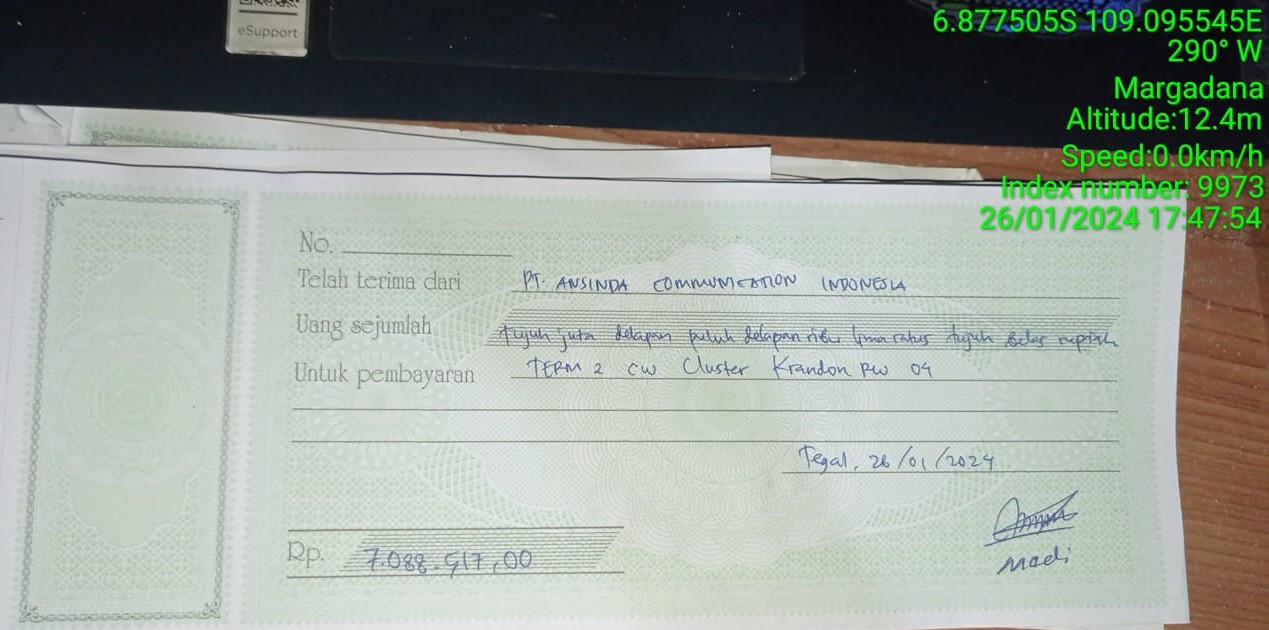 eSupport
6.877505S 109.095545E
290° W
Margadana
Altitude:12.4m
Speed:0.0km/h
Index number: 9973
26/01/2024 17:47:54
No.
Telah terima dari PT. ANSINDA COMMUNICATION INDONESIA
Uang sejumlah tujuh juta delapan puluh delapan ribu lima ratus tujuh belas rupiah
Untuk pembayaran TERM 2 CW Cluster Krandon RW 04
Tegal, 26/01/2024
Rp. 7.088.517,00
Madi